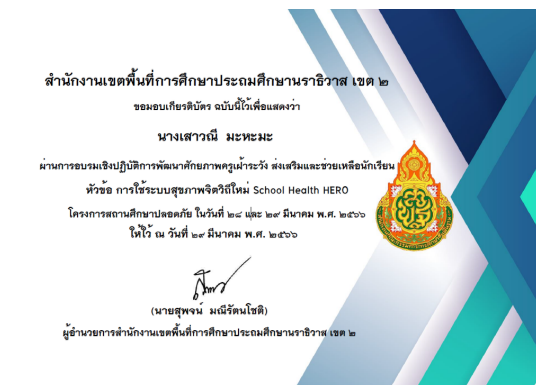 สำนักงานเขตพื้นที่การศึกษาประถมศึกษานราธิวาส เขต ๒
ขอมอบเกียรติบัตร ฉบับนี้ไว้เพื่อแสดงว่า
นางเสาวณี มะหะมะ
ผ่านการอบรมเชิงปฏิบัติการพัฒนาศักยภาพครูเฝ้าระวัง ส่งเสริมและช่วยเหลือนักเรียน
หัวข้อ การใช้ระบบสุขภาพจิตวิถีใหม่ School Health HERO
โครงการสถานศึกษาปลอดภัย ในวันที่ ๒๘ และ ๒๙ มีนาคม พ.ศ. ๒๕๖๖
ให้ไว้ ณ วันที่ ๒๙ มีนาคม พ.ศ. ๒๕๖๖
(นายสุพจน์ มณีรัตนโชติ)
ผู้อำนวยการสำนักงานเขตพื้นที่การศึกษาประถมศึกษานราธิวาส เขต ๒